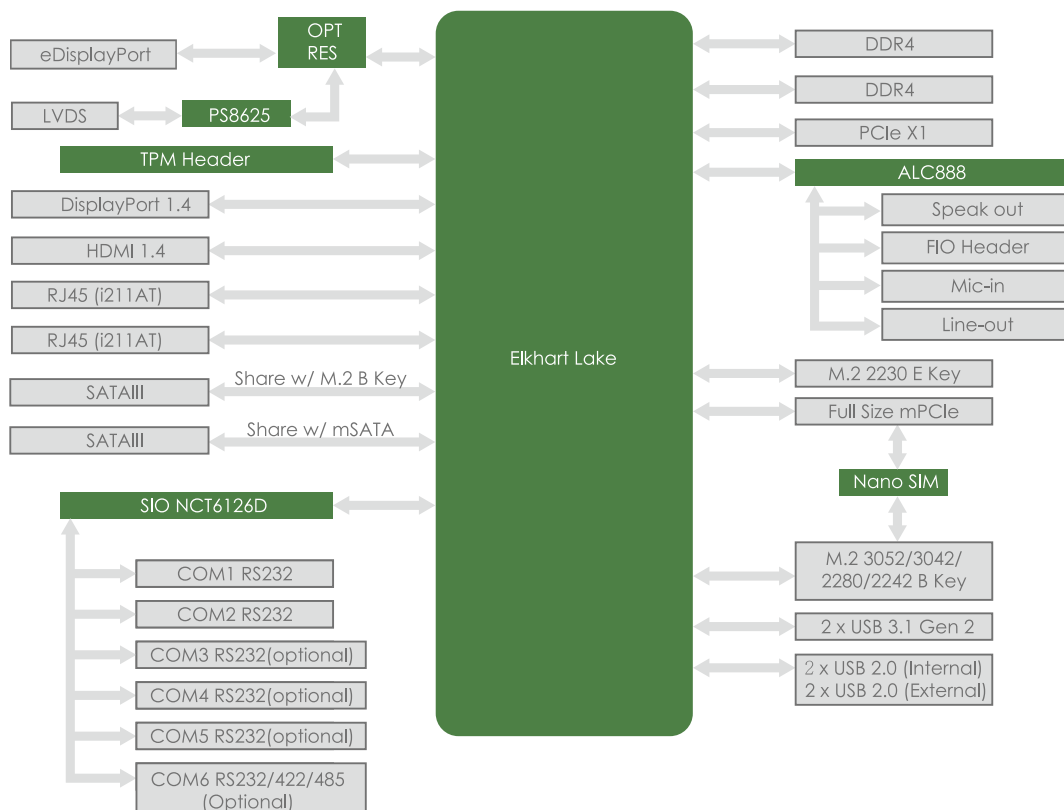 OPT
RES
eDisplayPort
LVDS
PS8625
TPM Header
DisplayPort 1.4
HDMI 1.4
RJ45 (i211AT)
RJ45 (i211AT)
SATAIII
Share w/ M.2 B Key
SATAIII
Share w/ mSATA
SIO NCT6126D
COM1 RS232
COM2 RS232
COM3 RS232(optional)
COM4 RS232(optional)
COM5 RS232(optional)
COM6 RS232/422/485
(Optional)
Elkhart Lake
DDR4
DDR4
PCIe X1
ALC888
Speak out
FIO Header
Mic-in
Line-out
M.2 2230 E Key
Full Size mPCIe
Nano SIM
M.2 3052/3042/
2280/2242 B Key
2 x USB 3.1 Gen 2
2 x USB 2.0 (Internal)
2 x USB 2.0 (External)